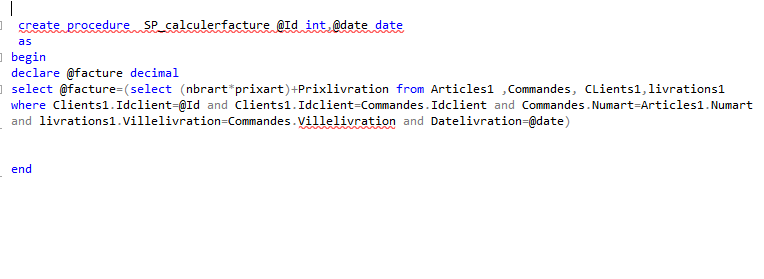 create procedure SP_calculerfacture @Id int,@date date
as
begin
declare @facture decimal
select @facture=(select (nbrart*prixart)+Prixlivration from Articles1 ,Commandes, CLients1,livrations1
where Clients1.Idclient=@Id and Clients1.Idclient=Commandes.Idclient and Commandes.Numart=Articles1.Numart
and livrations1.Villelivration=Commandes.Villelivration and Datelivration=@date)
end